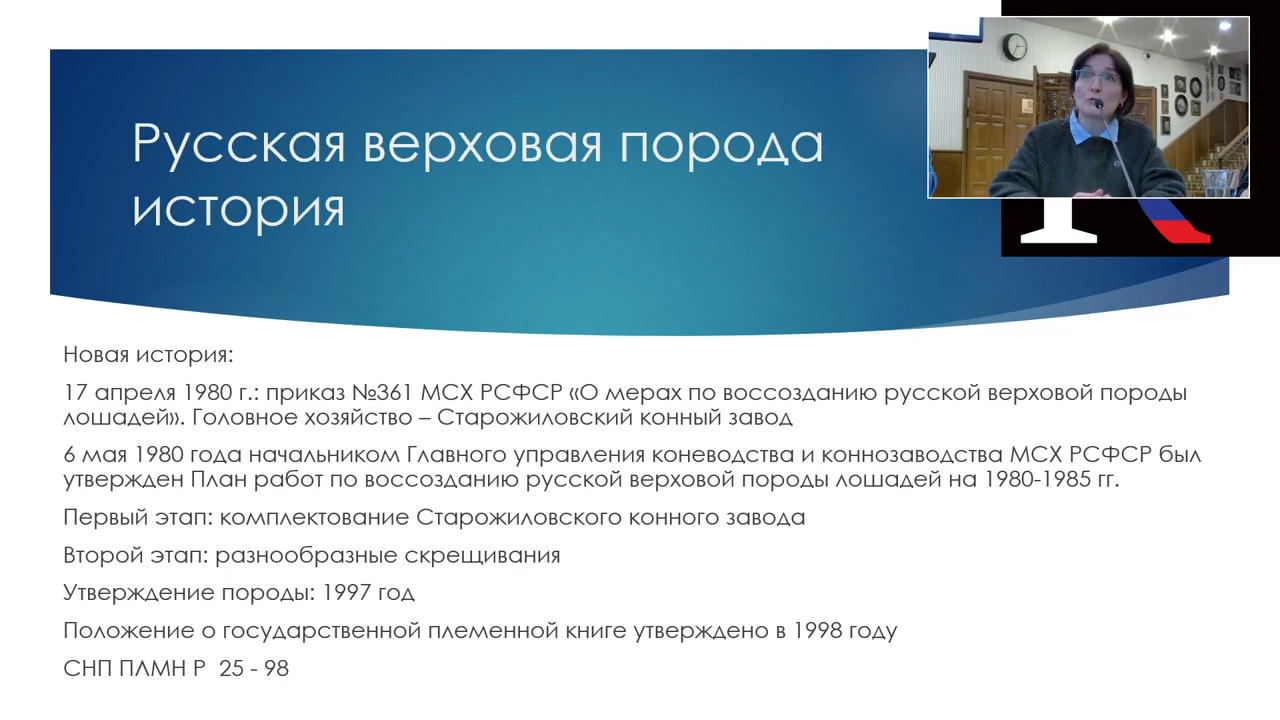 Русская верховая порода
история
Новая история:
17 апреля 1980 г.: приказ №361 МСХ РСФСР «О мерах по воссозданию русской верховой породы
лошадей». Головное хозяйство – Старожиловский конный завод
6 мая 1980 года начальником Главного управления коневодства и коннозаводства МСХ РСФСР был
утвержден План работ по воссозданию русской верховой породы лошадей на 1980-1985 гг.
Первый этап: комплектование Старожиловского конного завода
Второй этап: разнообразные скрещивания
Утверждение породы: 1997 год
Положение о государственной племенной книге утверждено в 1998 году
СНП ПЛМН Р  25 - 98